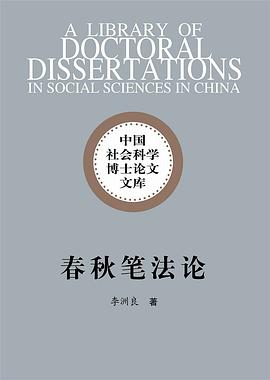 A LIBRARY OF
DOCTORAL
DISSERTATIONS
IN SOCIAL SCIENCES IN CHINA
中国
社会科学
博士论文
文库
春秋笔法论
李洲良 著